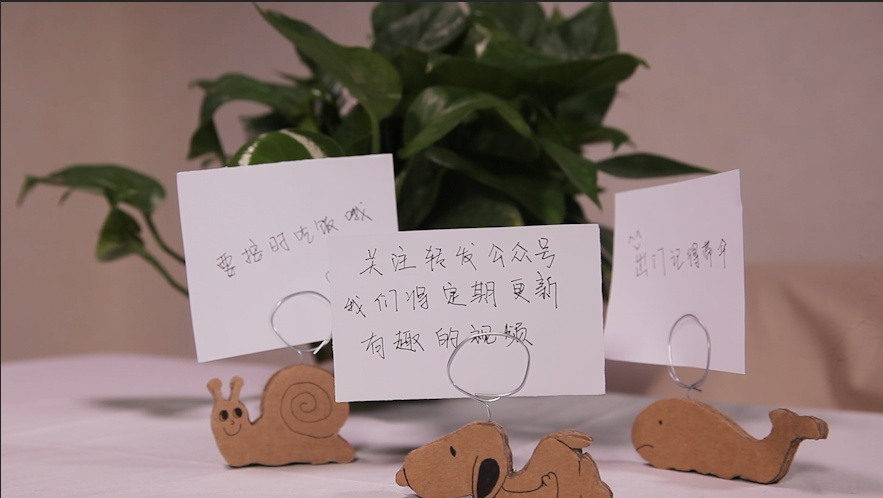 要按时吃饭哦
关注转发公众号
我们将定期更新
有趣的视频
^^
出门记得带伞